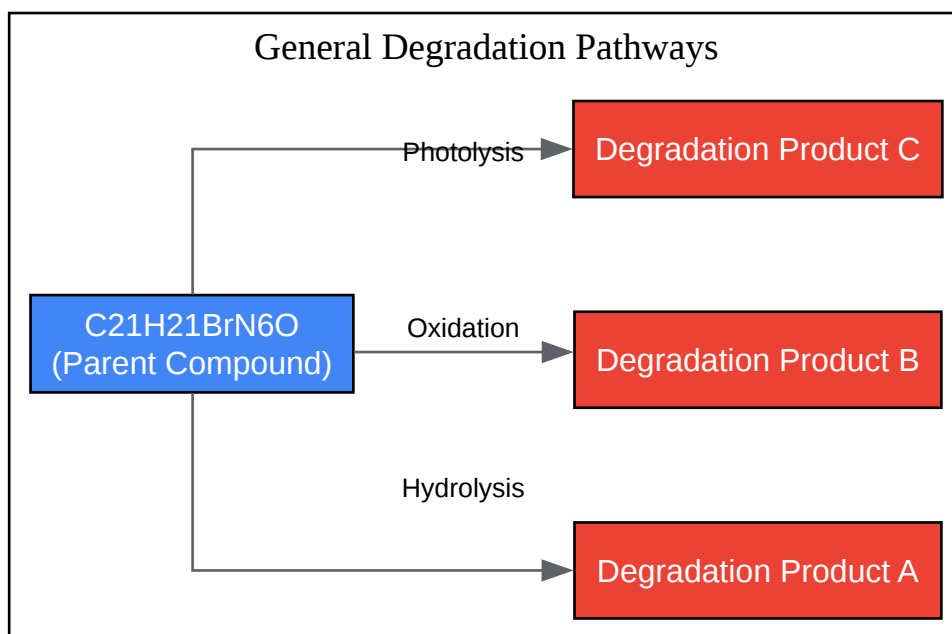 General Degradation Pathways
Photolysis
Degradation Product C
C21H21BrN6O
(Parent Compound)
Oxidation
Degradation Product B
Hydrolysis
Degradation Product A